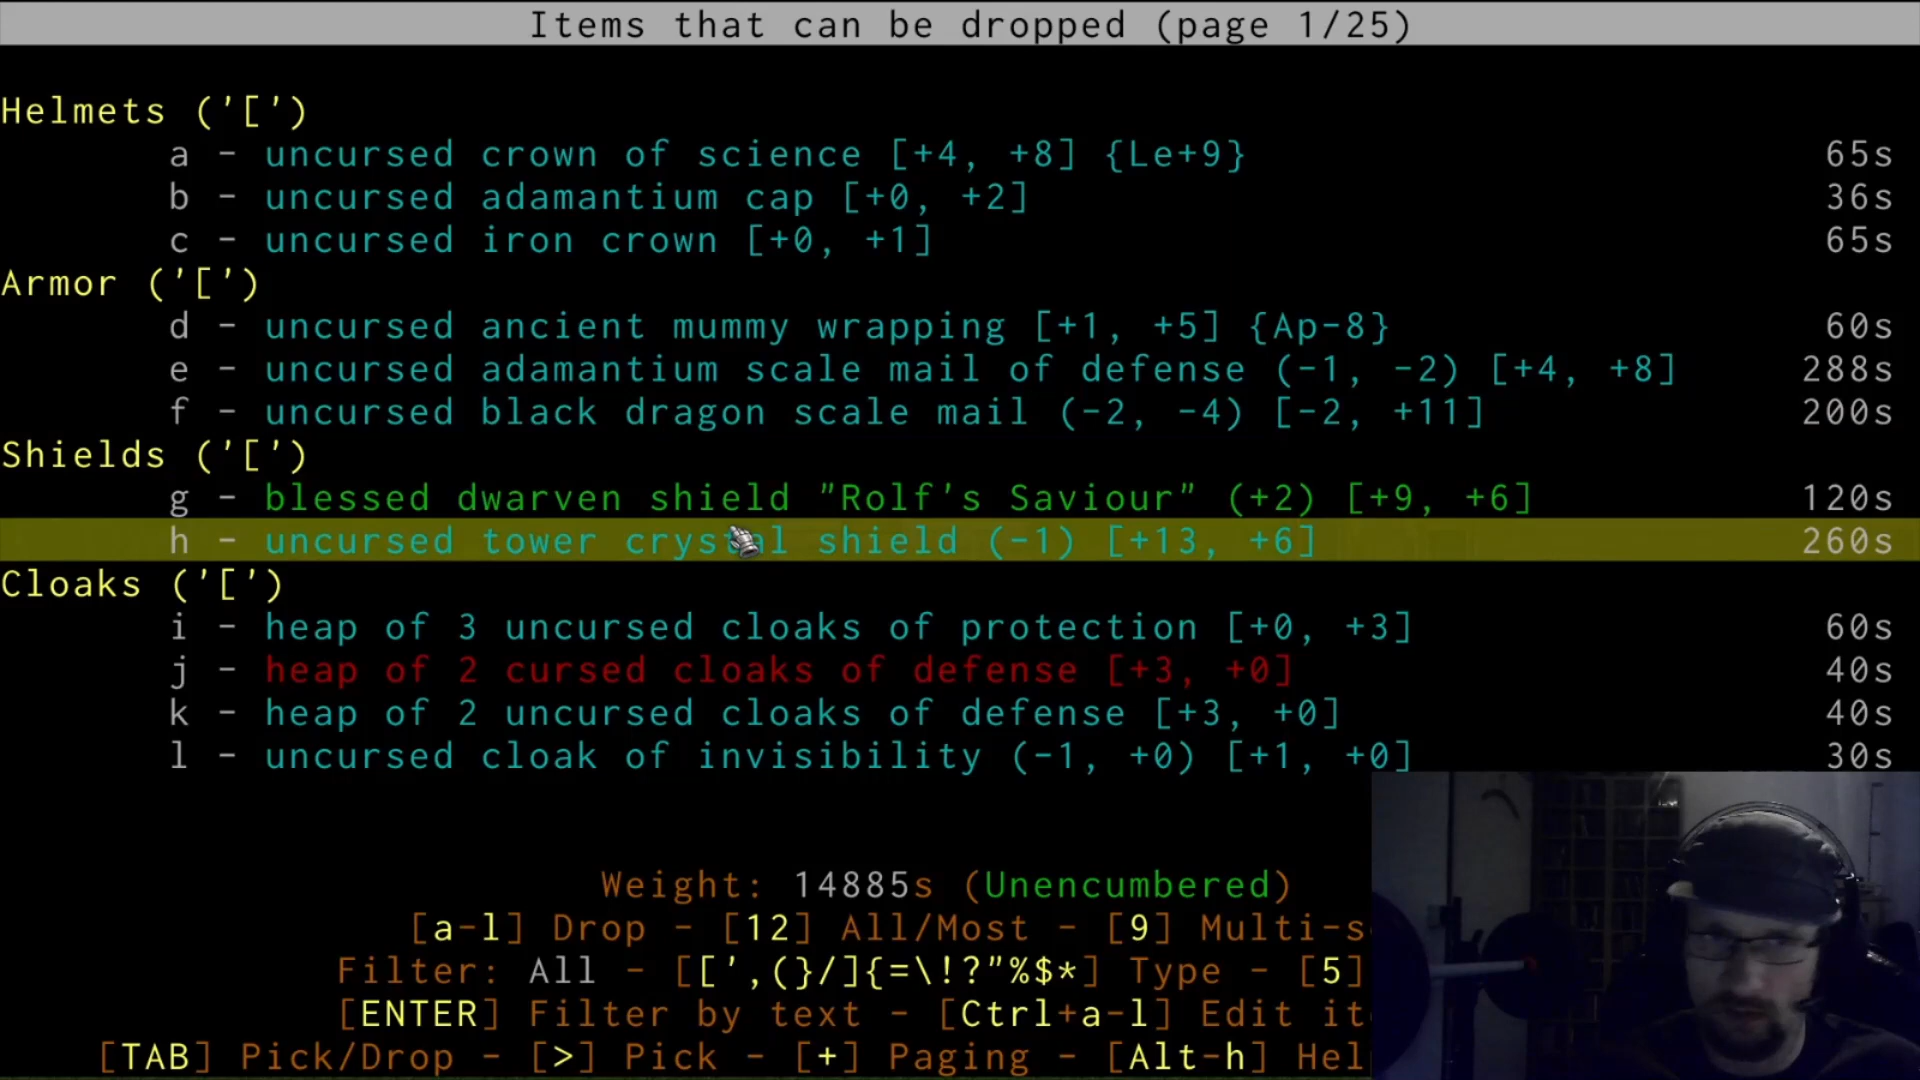 Items that can be dropped (page 1/25)
Helmets ('[')
a - uncursed crown of science [+4, +8] {Le+9} 65s
b - uncursed adamantium cap [+0, +2] 36s
c - uncursed iron crown [+0, +1] 65s
Armor ('[')
d - uncursed ancient mummy wrapping [+1, +5] {Ap-8} 60s
e - uncursed adamantium scale mail of defense (-1, -2) [+4, +8] 288s
f - uncursed black dragon scale mail (-2, -4) [-2, +11] 200s
Shields ('[')
g - blessed dwarven shield "Rolf's Saviour" (+2) [+9, +6] 120s
h - uncursed tower crystal shield (-1) [+13, +6] 260s
Cloaks ('[')
i - heap of 3 uncursed cloaks of protection [+0, +3] 60s
j - heap of 2 cursed cloaks of defense [+3, +0] 40s
k - heap of 2 uncursed cloaks of defense [+3, +0] 40s
l - uncursed cloak of invisibility (-1, +0) [+1, +0] 30s
Weight: 14885s (Unencumbered)
[a-l] Drop - [12] All/Most - [9] Multi-s
Filter: All - [[',(}/]{=\!?"%$*] Type - [5]
[ENTER] Filter by text - [Ctrl+a-l] Edit it
[TAB] Pick/Drop - [>] Pick - [+] Paging - [Alt-h] Hel